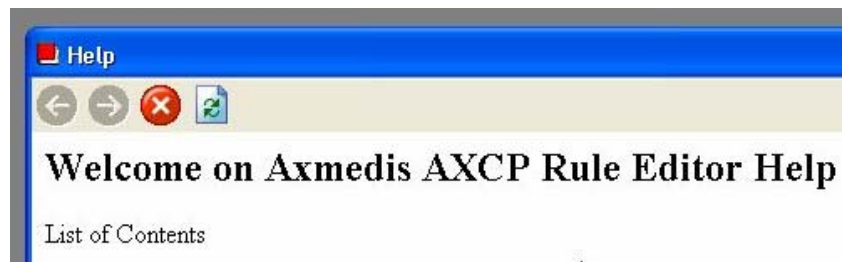 Help
Welcome on Axmedis AXCP Rule Editor Help
List of Contents